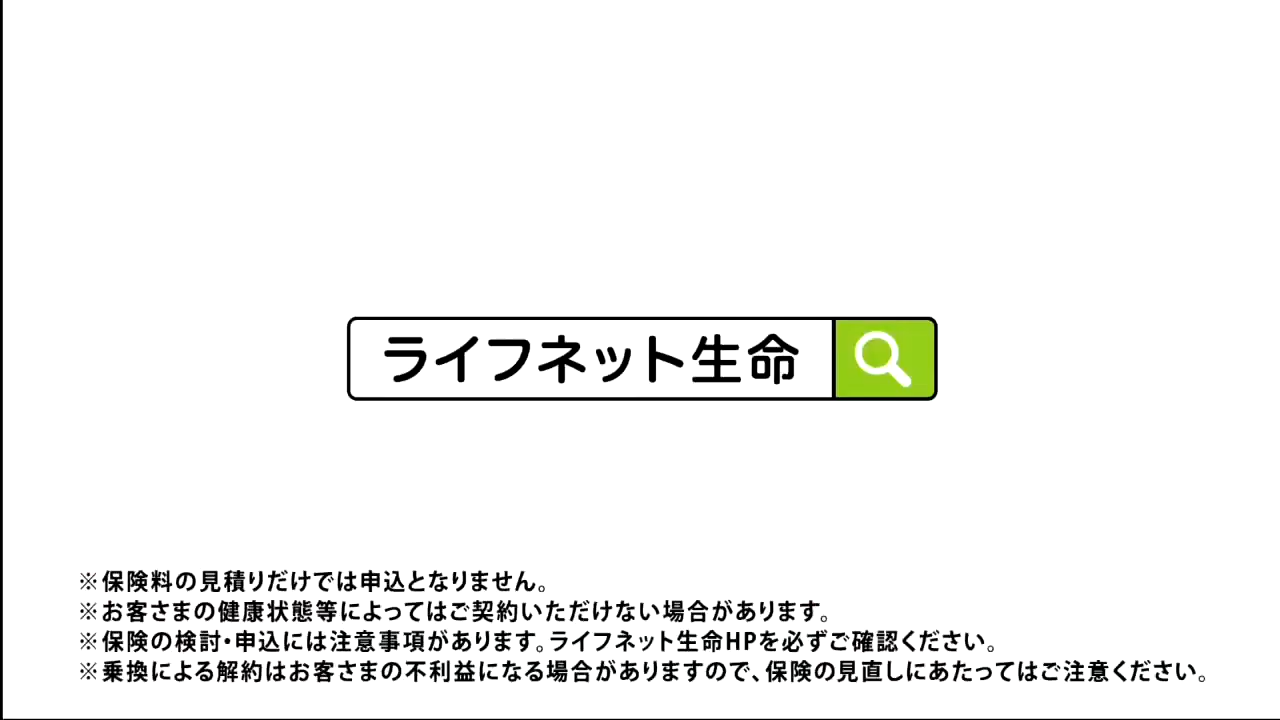 ライフネット生命
※保険料の見積りだけでは申込となりません。
※お客さまの健康状態等によってはご契約いただけない場合があります。
※保険の検討・申込には注意事項があります。ライフネット生命HPを必ずご確認ください。
※乗換による解約はお客さまの不利益になる場合がありますので、保険の見直しにあたってはご注意ください。